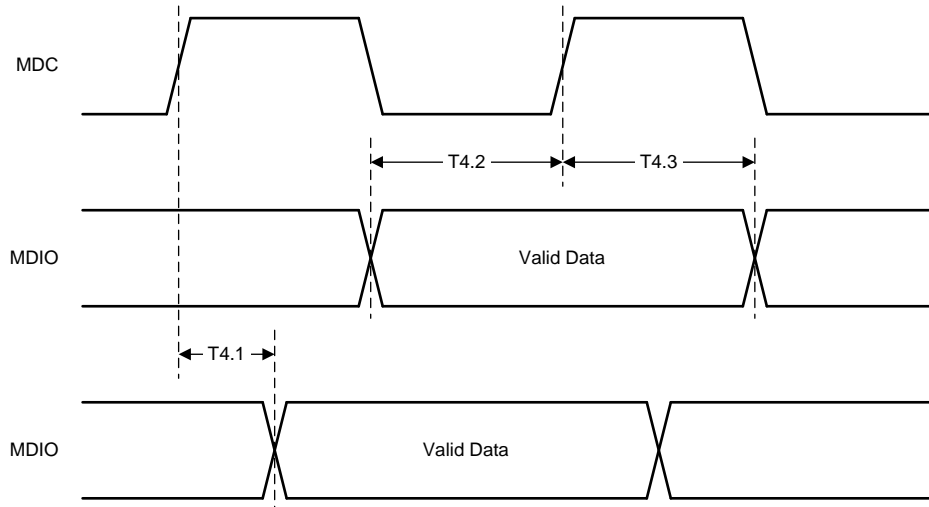 MDC
T4.2
T4.3
MDIO
Valid Data
T4.1
MDIO
Valid Data